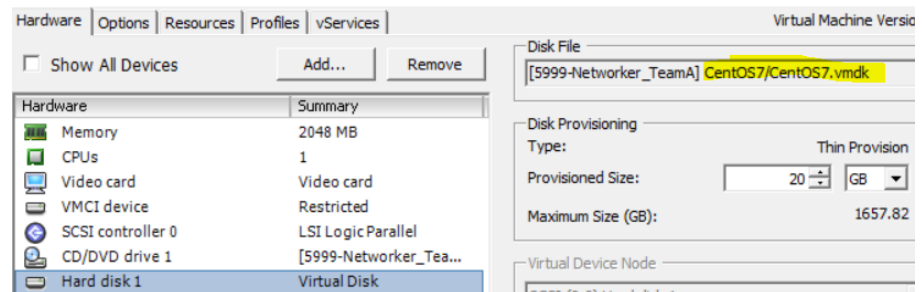 Hardware Options Resources Profiles vServices Virtual Machine Versio
Show All Devices Add... Remove
Hardware Summary
Memory 2048 MB
CPUs 1
Video card Video card
VMCI device Restricted
SCSI controller 0 LSI Logic Parallel
CD/DVD drive 1 [5999-Networker_Tea...
Hard disk 1 Virtual Disk
Disk File
[5999-Networker_TeamA] CentOS7/CentOS7.vmdk
Disk Provisioning
Type: Thin Provision
Provisioned Size: 20 GB
Maximum Size (GB): 1657.82
Virtual Device Node